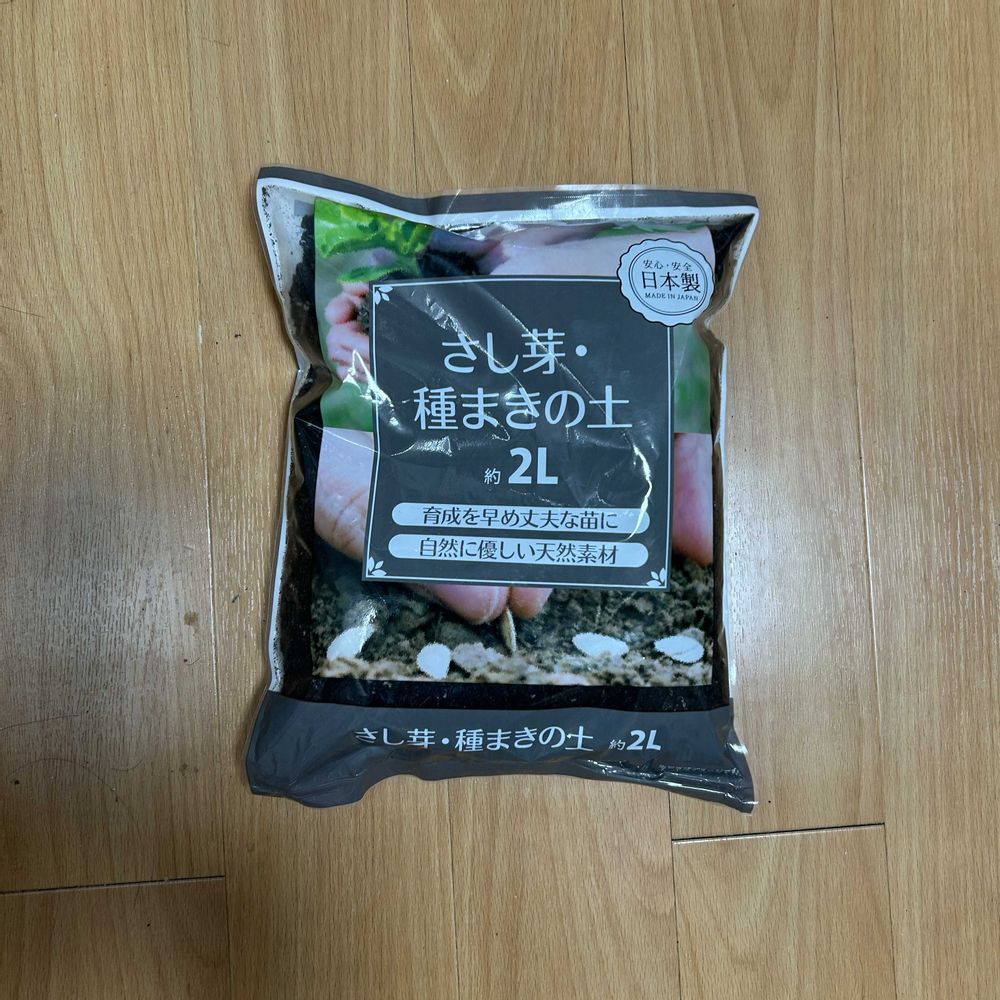 安心・安全
日本製
MADE IN JAPAN
さし芽・
種まきの土
約2L
育成を早め丈夫な苗に
自然に優しい天然素材
さし芽・種まきの土 約2L